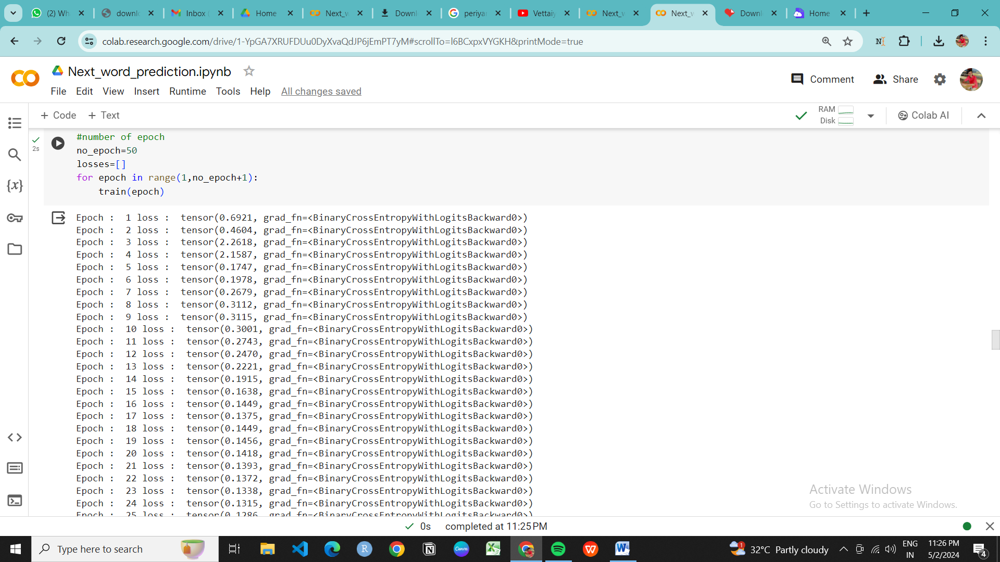 (2) Wh
downlo
Inbox (
Home
Next_w
Downl
periyar
Vettaiy
Next_w
Next_w
Downl
Home
colab.research.google.com/drive/1-YpGA7XRUFDUu0DyXvaQdJP6jEmPT7yM#scrollTo=l6BCxpxVYGKH&printMode=true
Next_word_prediction.ipynb
Comment
Share
File Edit View Insert Runtime Tools Help All changes saved
+ Code + Text
RAM
Disk
Colab AI
2s
#number of epoch
no_epoch=50
losses=[]
for epoch in range(1,no_epoch+1):
    train(epoch)
Epoch :  1 loss :  tensor(0.6921, grad_fn=<BinaryCrossEntropyWithLogitsBackward0>)
Epoch :  2 loss :  tensor(0.4604, grad_fn=<BinaryCrossEntropyWithLogitsBackward0>)
Epoch :  3 loss :  tensor(2.2618, grad_fn=<BinaryCrossEntropyWithLogitsBackward0>)
Epoch :  4 loss :  tensor(2.1587, grad_fn=<BinaryCrossEntropyWithLogitsBackward0>)
Epoch :  5 loss :  tensor(0.1747, grad_fn=<BinaryCrossEntropyWithLogitsBackward0>)
Epoch :  6 loss :  tensor(0.1978, grad_fn=<BinaryCrossEntropyWithLogitsBackward0>)
Epoch :  7 loss :  tensor(0.2679, grad_fn=<BinaryCrossEntropyWithLogitsBackward0>)
Epoch :  8 loss :  tensor(0.3112, grad_fn=<BinaryCrossEntropyWithLogitsBackward0>)
Epoch :  9 loss :  tensor(0.3115, grad_fn=<BinaryCrossEntropyWithLogitsBackward0>)
Epoch :  10 loss :  tensor(0.3001, grad_fn=<BinaryCrossEntropyWithLogitsBackward0>)
Epoch :  11 loss :  tensor(0.2743, grad_fn=<BinaryCrossEntropyWithLogitsBackward0>)
Epoch :  12 loss :  tensor(0.2470, grad_fn=<BinaryCrossEntropyWithLogitsBackward0>)
Epoch :  13 loss :  tensor(0.2221, grad_fn=<BinaryCrossEntropyWithLogitsBackward0>)
Epoch :  14 loss :  tensor(0.1915, grad_fn=<BinaryCrossEntropyWithLogitsBackward0>)
Epoch :  15 loss :  tensor(0.1638, grad_fn=<BinaryCrossEntropyWithLogitsBackward0>)
Epoch :  16 loss :  tensor(0.1449, grad_fn=<BinaryCrossEntropyWithLogitsBackward0>)
Epoch :  17 loss :  tensor(0.1375, grad_fn=<BinaryCrossEntropyWithLogitsBackward0>)
Epoch :  18 loss :  tensor(0.1449, grad_fn=<BinaryCrossEntropyWithLogitsBackward0>)
Epoch :  19 loss :  tensor(0.1456, grad_fn=<BinaryCrossEntropyWithLogitsBackward0>)
Epoch :  20 loss :  tensor(0.1418, grad_fn=<BinaryCrossEntropyWithLogitsBackward0>)
Epoch :  21 loss :  tensor(0.1393, grad_fn=<BinaryCrossEntropyWithLogitsBackward0>)
Epoch :  22 loss :  tensor(0.1372, grad_fn=<BinaryCrossEntropyWithLogitsBackward0>)
Epoch :  23 loss :  tensor(0.1338, grad_fn=<BinaryCrossEntropyWithLogitsBackward0>)
Epoch :  24 loss :  tensor(0.1315, grad_fn=<BinaryCrossEntropyWithLogitsBackward0>)
Epoch :  25 loss :  tensor(0.1286, grad_fn=<BinaryCrossEntropyWithLogitsBackward0>)
Activate Windows
Go to Settings to activate Windows.
0s completed at 11:25 PM
Type here to search
32°C Partly cloudy
ENG
IN
11:26 PM
5/2/2024
4